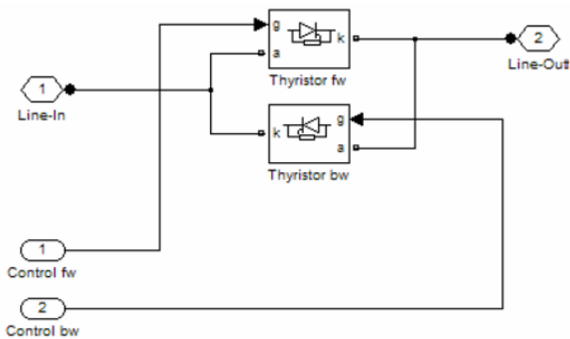 g
k
a
Thyristor fw
2
Line-Out
1
Line-In
k
g
a
Thyristor bw
1
Control fw
2
Control bw